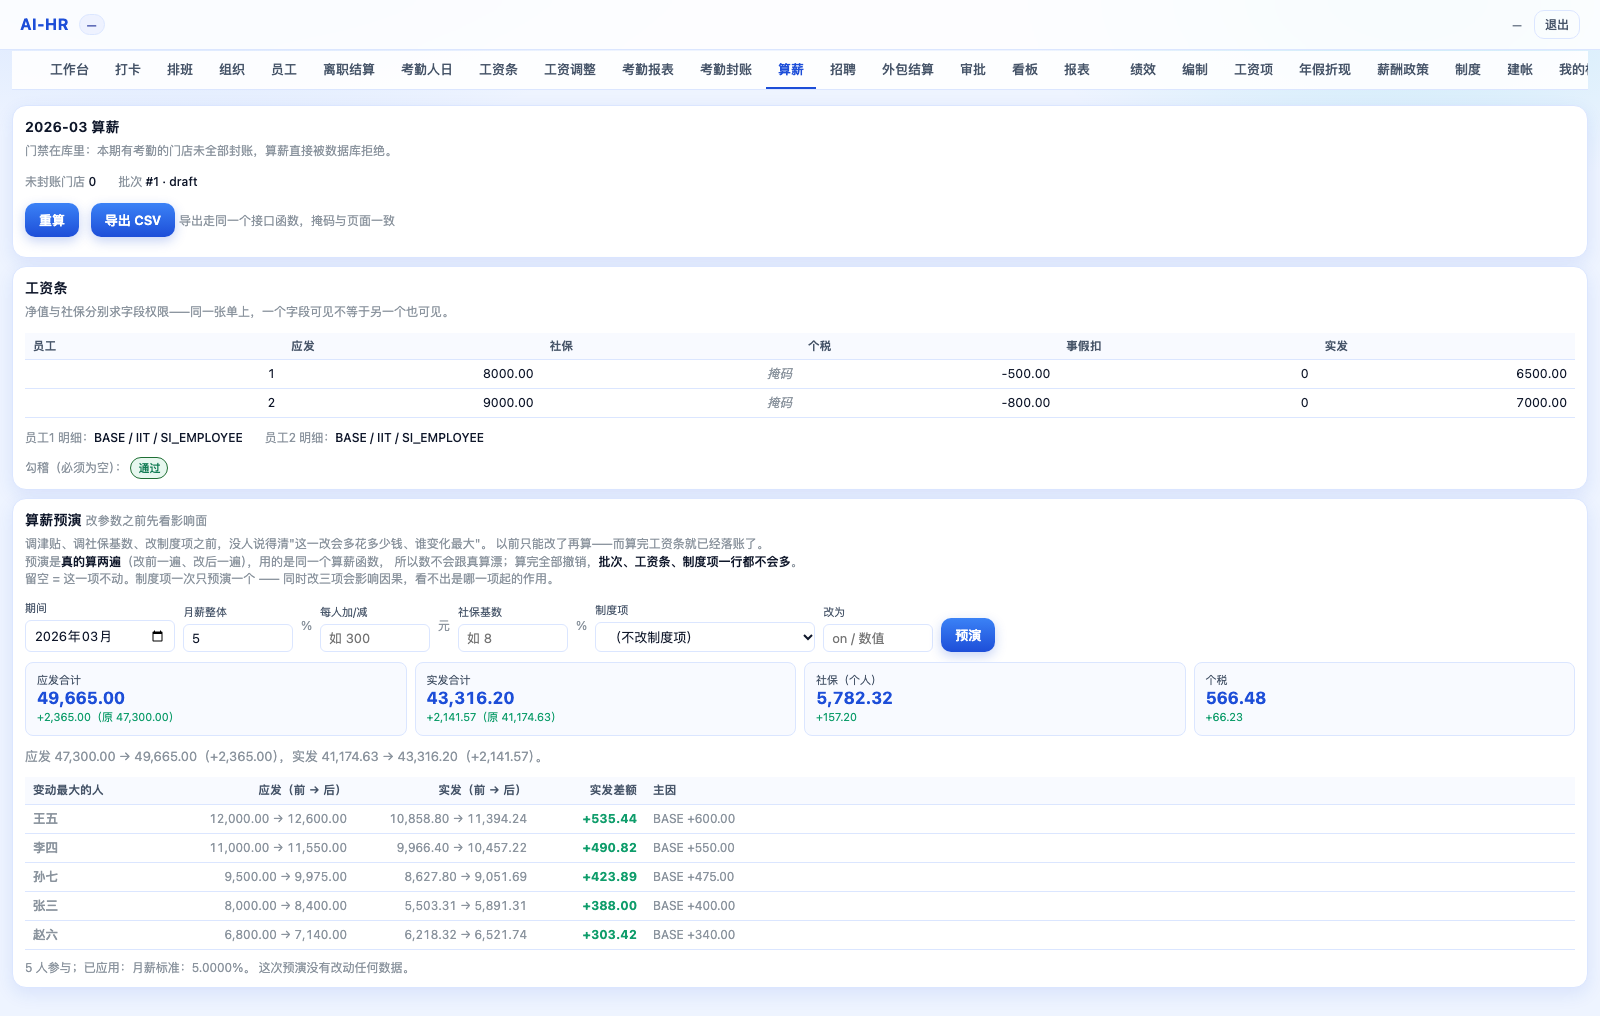 AI-HR —
— 退出
工作台 打卡 排班 组织 员工 离职结算 考勤人日 工资条 工资调整 考勤报表 考勤封账 算薪 招聘 外包结算 审批 看板 报表 绩效 编制 工资项 年假折现 薪酬政策 制度 建帐 我的
2026-03 算薪
门禁在库里：本期有考勤的门店未全部封账，算薪直接被数据库拒绝。
未封账门店 0 批次 #1 · draft
重算 导出 CSV 导出走同一个接口函数，掩码与页面一致
工资条
净值与社保分别求字段权限——同一张单上，一个字段可见不等于另一个也可见。
员工 应发 社保 个税 事假扣 实发
1 8000.00 掩码 -500.00 0 6500.00
2 9000.00 掩码 -800.00 0 7000.00
员工1 明细：BASE / IIT / SI_EMPLOYEE 员工2 明细：BASE / IIT / SI_EMPLOYEE
勾稽（必须为空）： 通过
算薪预演 改参数之前先看影响面
调津贴、调社保基数、改制度项之前，没人说得清"这一改会多花多少钱、谁变化最大"。 以前只能改了再算——而算完工资条就已经落账了。
预演是真的算两遍（改前一遍、改后一遍），用的是同一个算薪函数， 所以数不会跟真算漂；算完全部撤销，批次、工资条、制度项一行都不会多。
留空 = 这一项不动。制度项一次只预演一个 —— 同时改三项会影响因果，看不出是哪一项起的作用。
期间 月薪整体 每人加/减 社保基数 制度项 改为
2026年03月 5 % 如 300 元 如 8 % (不改制度项) on / 数值 预演
应发合计 实发合计 社保（个人） 个税
49,665.00 43,316.20 5,782.32 566.48
+2,365.00（原 47,300.00） +2,141.57（原 41,174.63） +157.20 +66.23
应发 47,300.00 → 49,665.00（+2,365.00），实发 41,174.63 → 43,316.20（+2,141.57）。
变动最大的人 应发（前 → 后） 实发（前 → 后） 实发差额 主因
王五 12,000.00 → 12,600.00 10,858.80 → 11,394.24 +535.44 BASE +600.00
李四 11,000.00 → 11,550.00 9,966.40 → 10,457.22 +490.82 BASE +550.00
孙七 9,500.00 → 9,975.00 8,627.80 → 9,051.69 +423.89 BASE +475.00
张三 8,000.00 → 8,400.00 5,503.31 → 5,891.31 +388.00 BASE +400.00
赵六 6,800.00 → 7,140.00 6,218.32 → 6,521.74 +303.42 BASE +340.00
5 人参与；已应用：月薪标准：5.0000%。 这次预演没有改动任何数据。